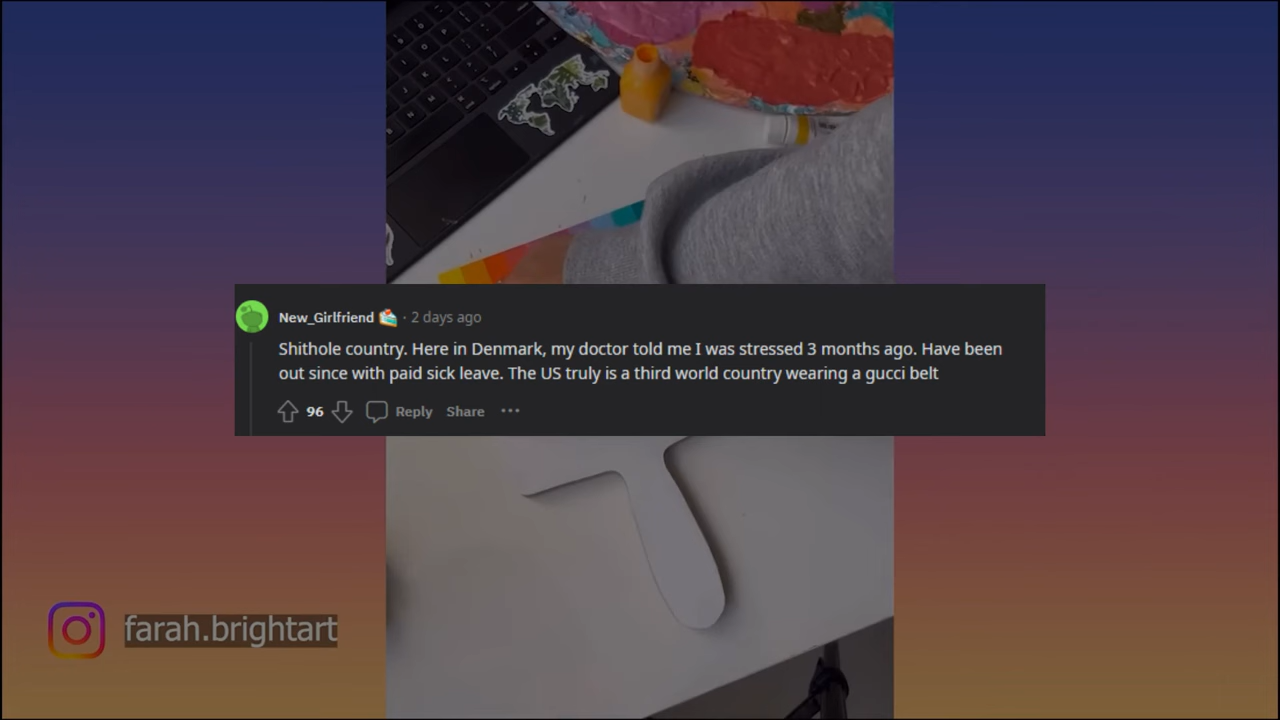 New_Girlfriend · 2 days ago
Shithole country. Here in Denmark, my doctor told me I was stressed 3 months ago. Have been
out since with paid sick leave. The US truly is a third world country wearing a gucci belt
96 Reply Share ···
farah.brightart